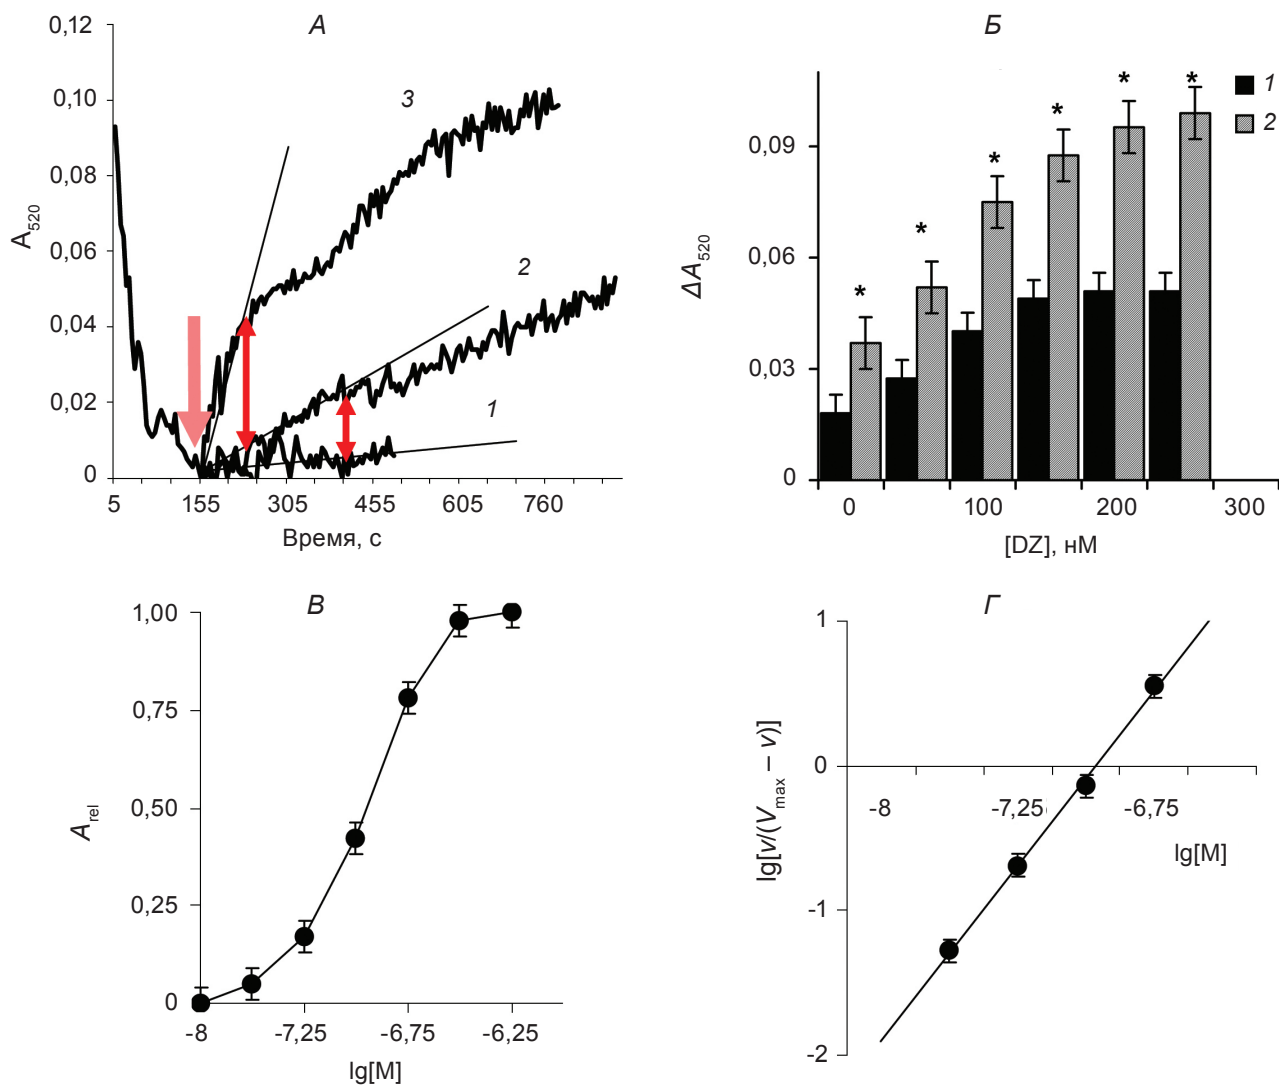 А
0,12
0,10
0,08
0,06
0,04
0,02
0
A520
3
2
1
5 155 305 455 605 760
Время, с
Б
1
2
0,09
0,06
0,03
0
ΔA520
* * * * * *
0 100 200 300
[DZ], нМ
В
1,00
0,75
0,50
0,25
0
Arel
-8 -7,25 -6,75 -6,25
lg[M]
Г
1
0
-1
-2
lg[v/(Vmax – v)]
-8 -7,25 -6,75
lg[M]